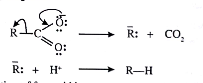 R—C
O:
O:
R̄: + CO₂
R̄: + H⁺
R—H